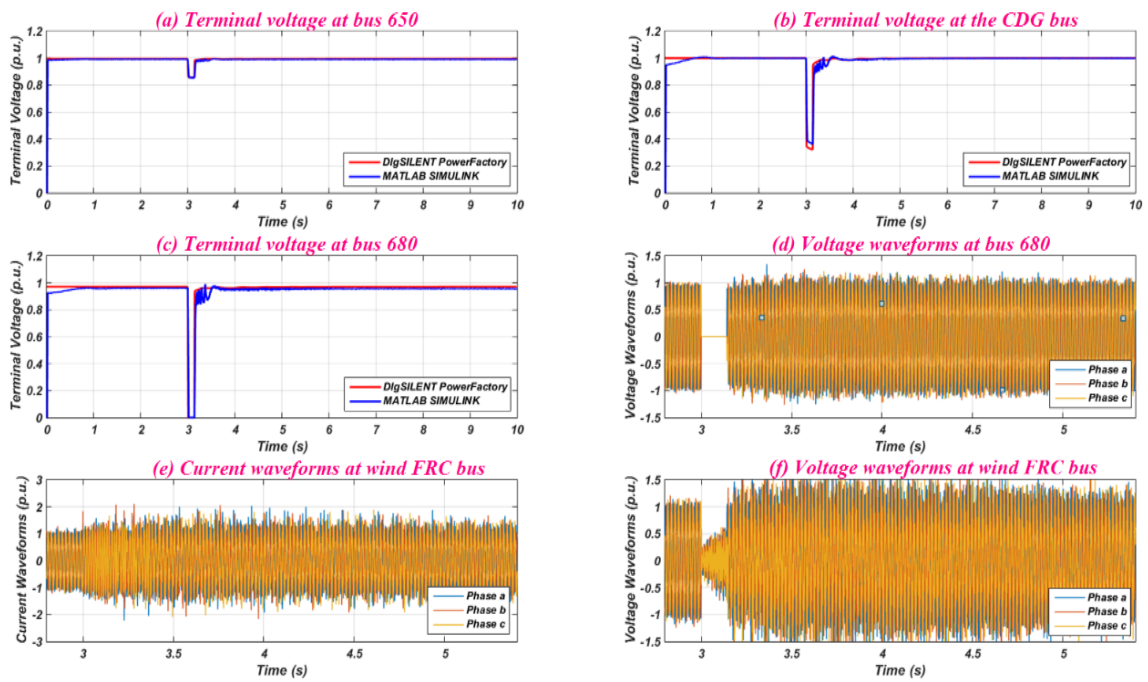 (a) Terminal voltage at bus 650
1.2
1
0.8
0.6
0.4
0.2
0
Terminal Voltage (p.u.)
DIgSILENT PowerFactory
MATLAB SIMULINK
0 1 2 3 4 5 6 7 8 9 10
Time (s)
(b) Terminal voltage at the CDG bus
1.2
1
0.8
0.6
0.4
0.2
0
Terminal Voltage (p.u.)
DIgSILENT PowerFactory
MATLAB SIMULINK
0 1 2 3 4 5 6 7 8 9 10
Time (s)
(c) Terminal voltage at bus 680
1.2
1
0.8
0.6
0.4
0.2
0
Terminal Voltage (p.u.)
DIgSILENT PowerFactory
MATLAB SIMULINK
0 1 2 3 4 5 6 7 8 9 10
Time (s)
(d) Voltage waveforms at bus 680
1.5
1
0.5
0
-0.5
-1
-1.5
Voltage Waveforms (p.u.)
Phase a
Phase b
Phase c
3 3.5 4 4.5 5
Time (s)
(e) Current waveforms at wind FRC bus
3
2
1
0
-1
-2
-3
Current Waveforms (p.u.)
Phase a
Phase b
Phase c
3 3.5 4 4.5 5
Time (s)
(f) Voltage waveforms at wind FRC bus
1.5
1
0.5
0
-0.5
-1
-1.5
Voltage Waveforms (p.u.)
Phase a
Phase b
Phase c
3 3.5 4 4.5 5
Time (s)